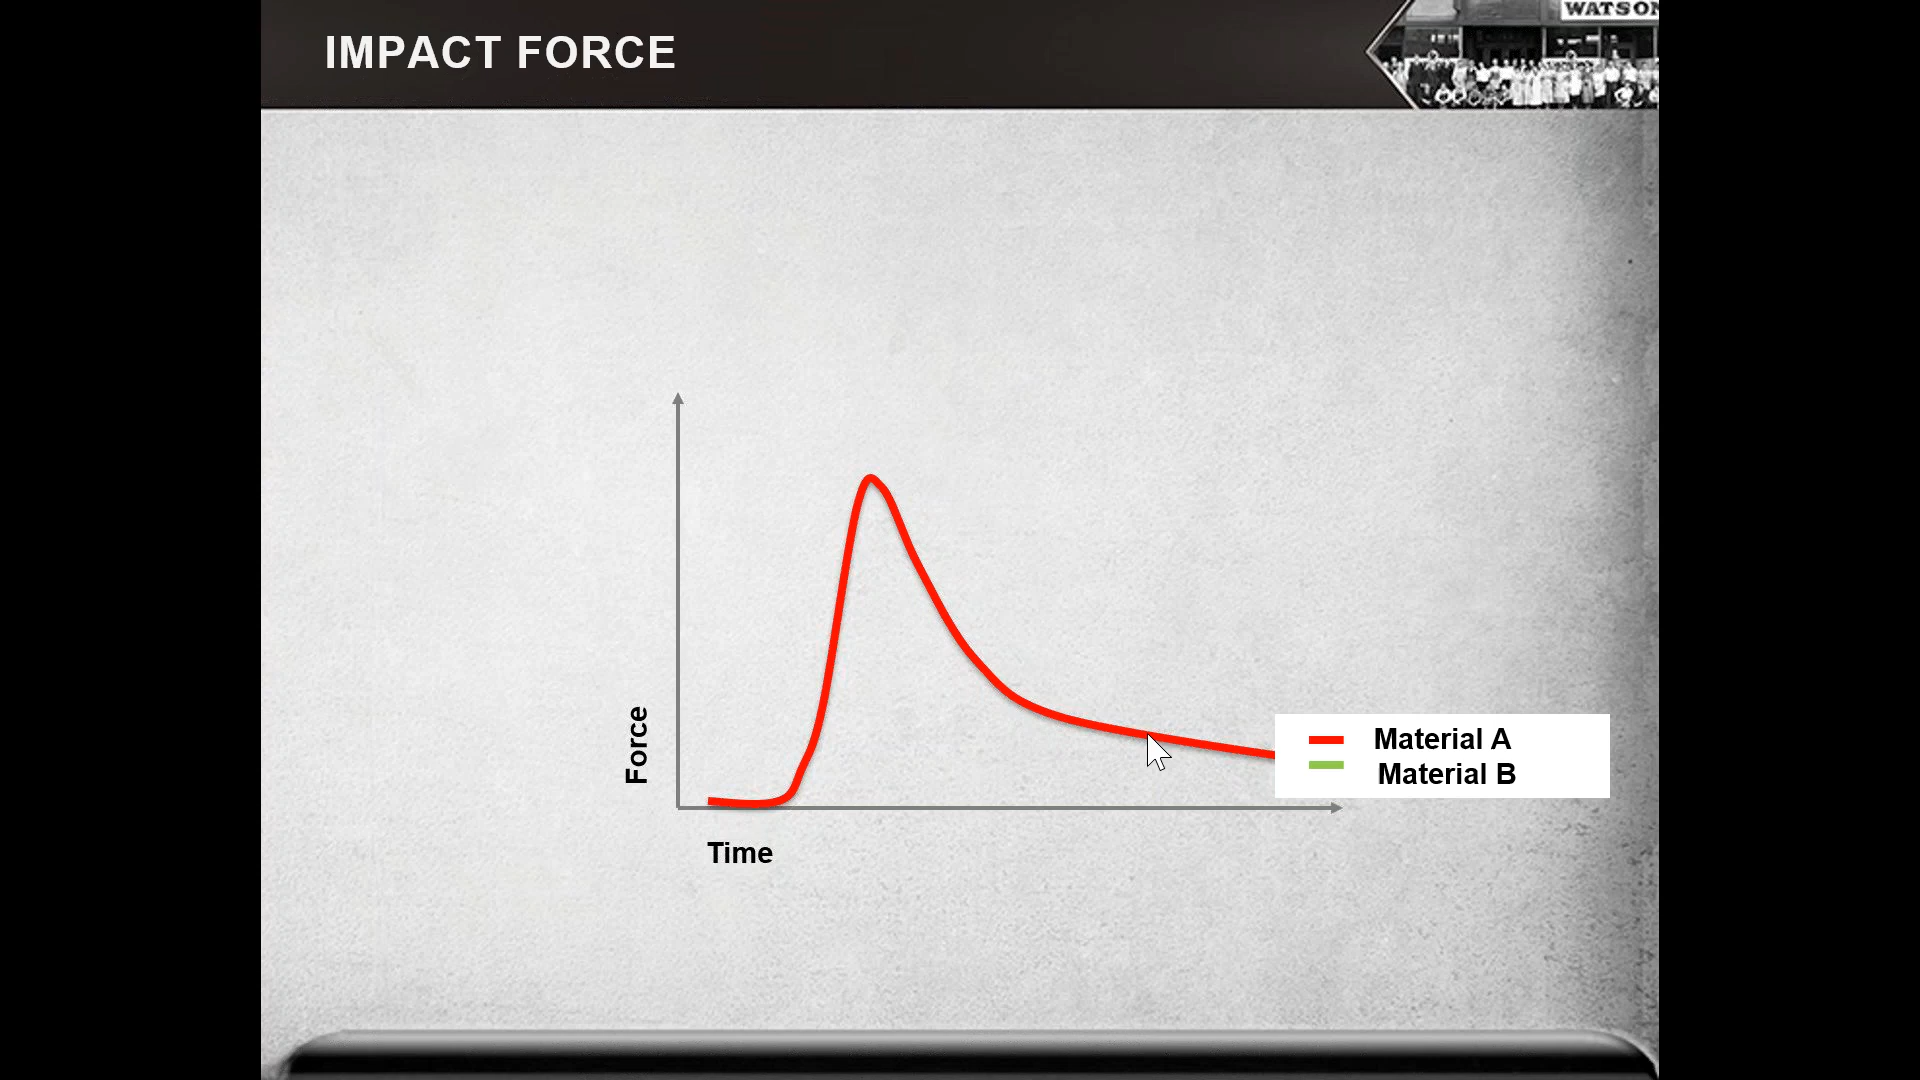 IMPACT FORCE
WATSON
Force
Material A
Material B
Time